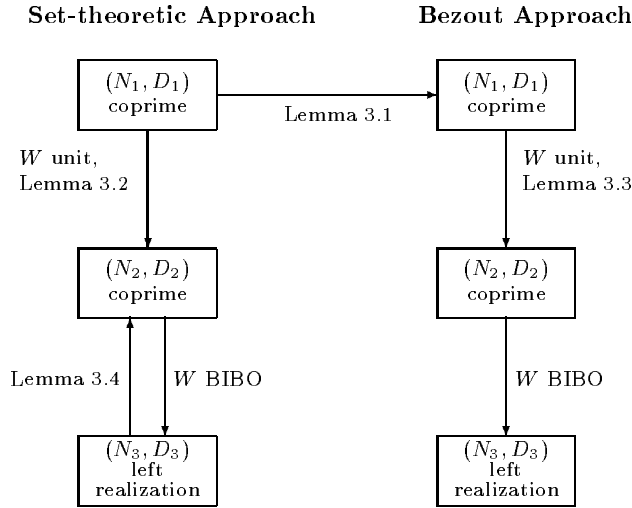 Set-theoretic Approach
Bezout Approach
(N₁, D₁)
coprime
(N₁, D₁)
coprime
Lemma 3.1
W unit,
Lemma 3.2
W unit,
Lemma 3.3
(N₂, D₂)
coprime
(N₂, D₂)
coprime
Lemma 3.4
W BIBO
W BIBO
(N₃, D₃)
left
realization
(N₃, D₃)
left
realization